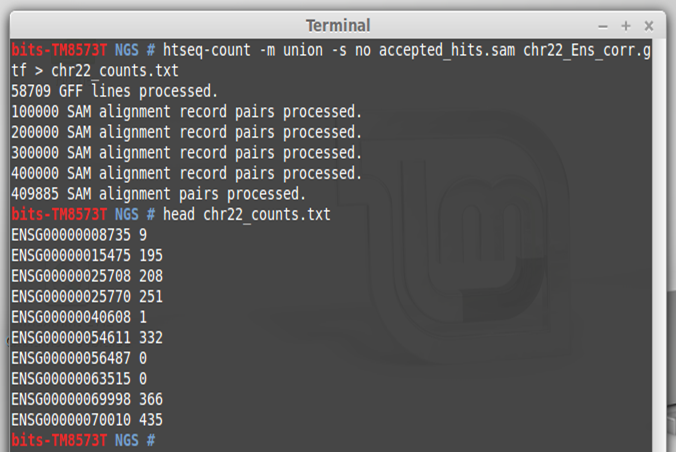 Terminal
bits-TM8573T NGS # htseq-count -m union -s no accepted_hits.sam chr22_Ens_corr.g
tf > chr22_counts.txt
58709 GFF lines processed.
100000 SAM alignment record pairs processed.
200000 SAM alignment record pairs processed.
300000 SAM alignment record pairs processed.
400000 SAM alignment record pairs processed.
409885 SAM alignment pairs processed.
bits-TM8573T NGS # head chr22_counts.txt
ENSG00000008735 9
ENSG00000015475 195
ENSG00000025708 208
ENSG00000025770 251
ENSG00000040608 1
ENSG00000054611 332
ENSG00000056487 0
ENSG00000063515 0
ENSG00000069998 366
ENSG00000070010 435
bits-TM8573T NGS #